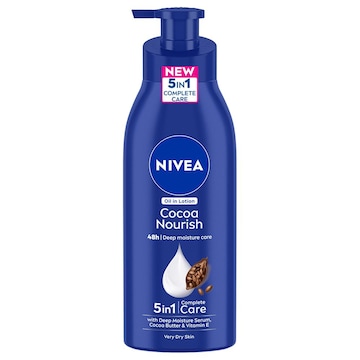 NEW
5IN1
COMPLETE
CARE
NIVEA
Oil in Lotion
Cocoa
Nourish
48h | Deep moisture care
5in1 Complete Care
with Deep Moisture Serum,
Cocoa Butter & Vitamin E
Very Dry Skin